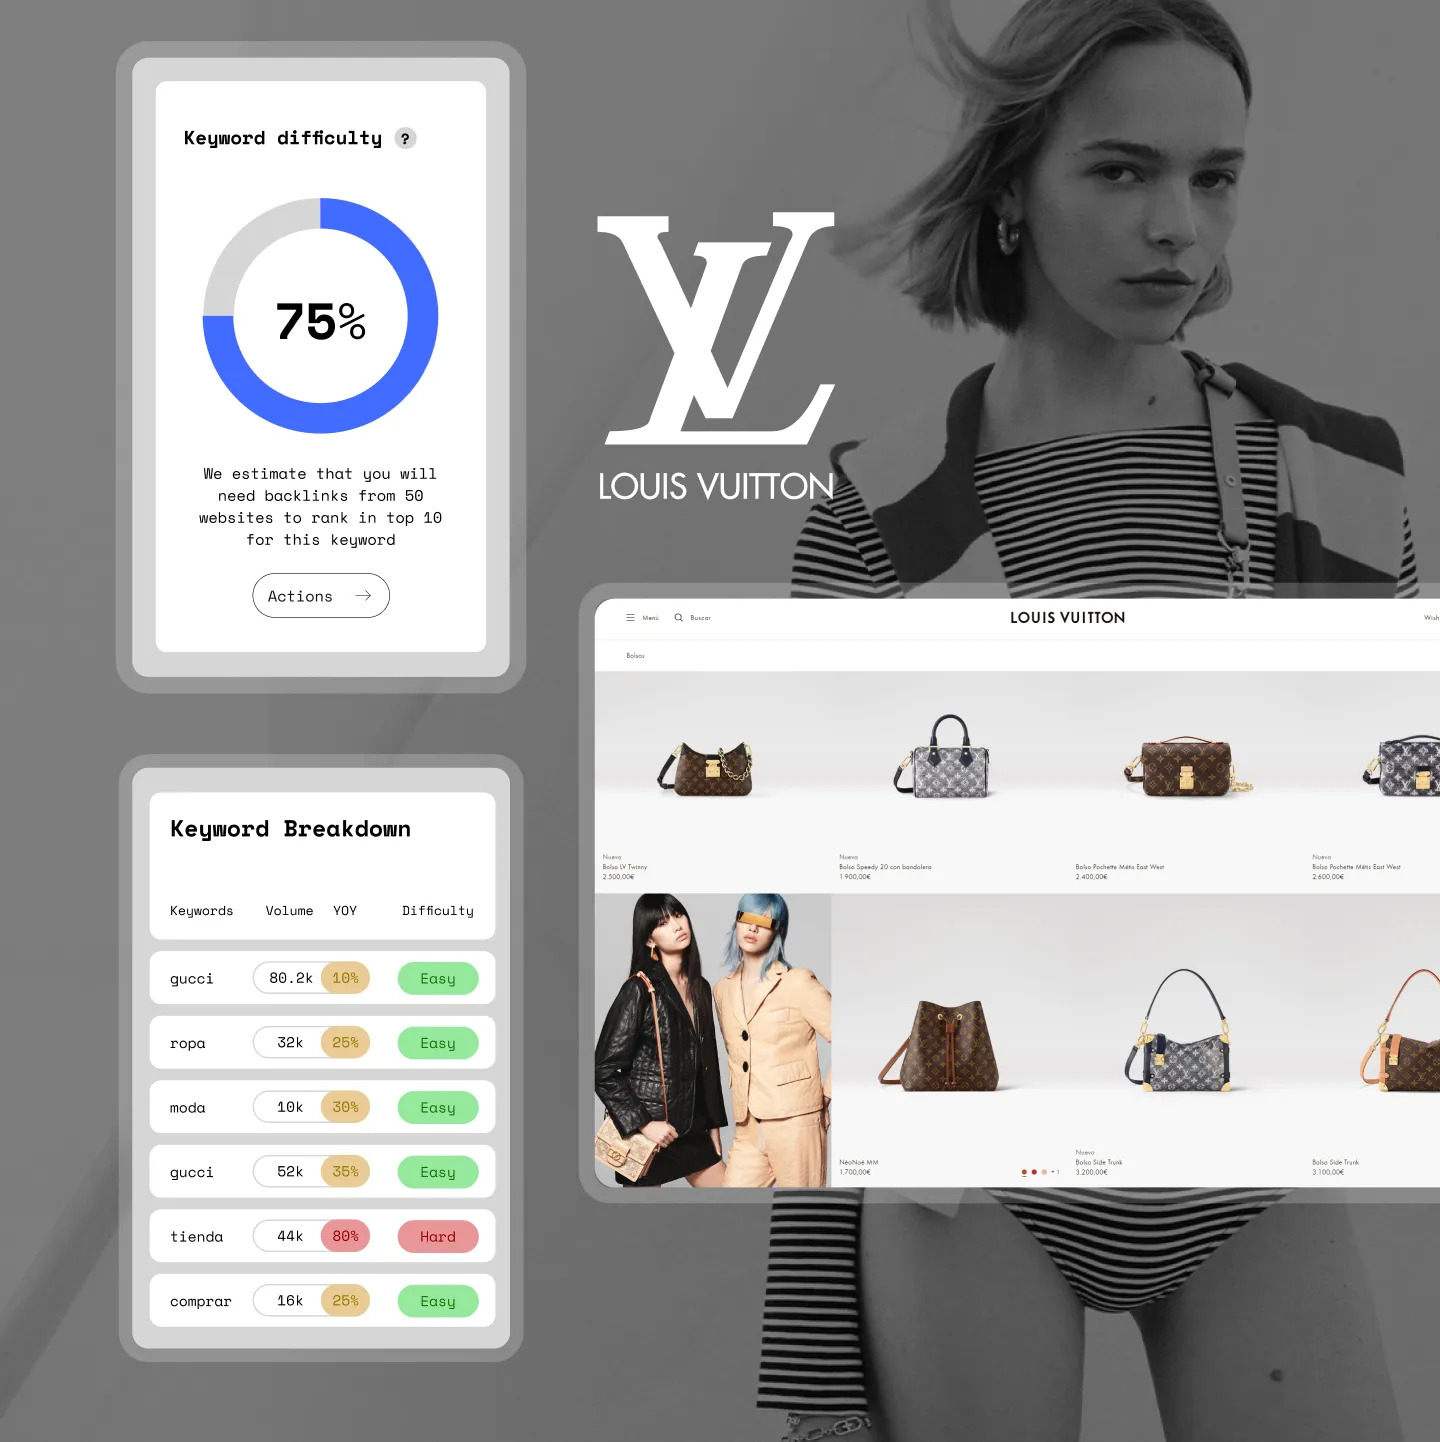 Keyword difficulty ?
75%
We estimate that you will
need backlinks from 50
websites to rank in top 10
for this keyword
Actions
Keyword Breakdown
Keywords Volume YOY Difficulty
gucci 80.2k 10% Easy
ropa 32k 25% Easy
moda 10k 30% Easy
gucci 52k 35% Easy
tienda 44k 80% Hard
comprar 16k 25% Easy
LV
LOUIS VUITTON
Menú Buscar LOUIS VUITTON Wish
Bolsos
Nuevo
Bolso LV Twinny
2.500,00€
Nuevo
Bolso Speedy 20 con bandolera
1.900,00€
Bolso Pochette Métis East West
2.400,00€
Nuevo
Bolso Pochette Métis East West
2.600,00€
NéoNoé MM
1.700,00€
+ 1
Nuevo
Bolso Side Trunk
3.200,00€
Bolso Side Trunk
3.100,00€